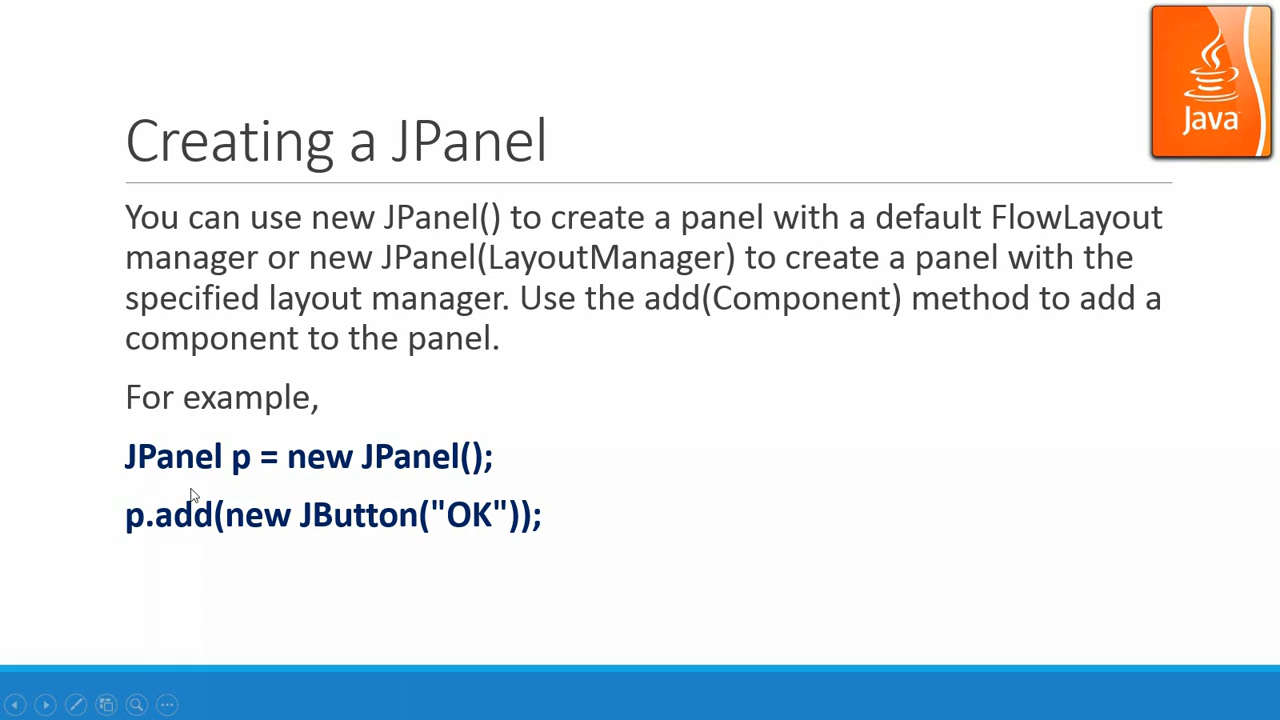 Java
Creating a JPanel
You can use new JPanel() to create a panel with a default FlowLayout
manager or new JPanel(LayoutManager) to create a panel with the
specified layout manager. Use the add(Component) method to add a
component to the panel.
For example,
JPanel p = new JPanel();
p.add(new JButton("OK"));